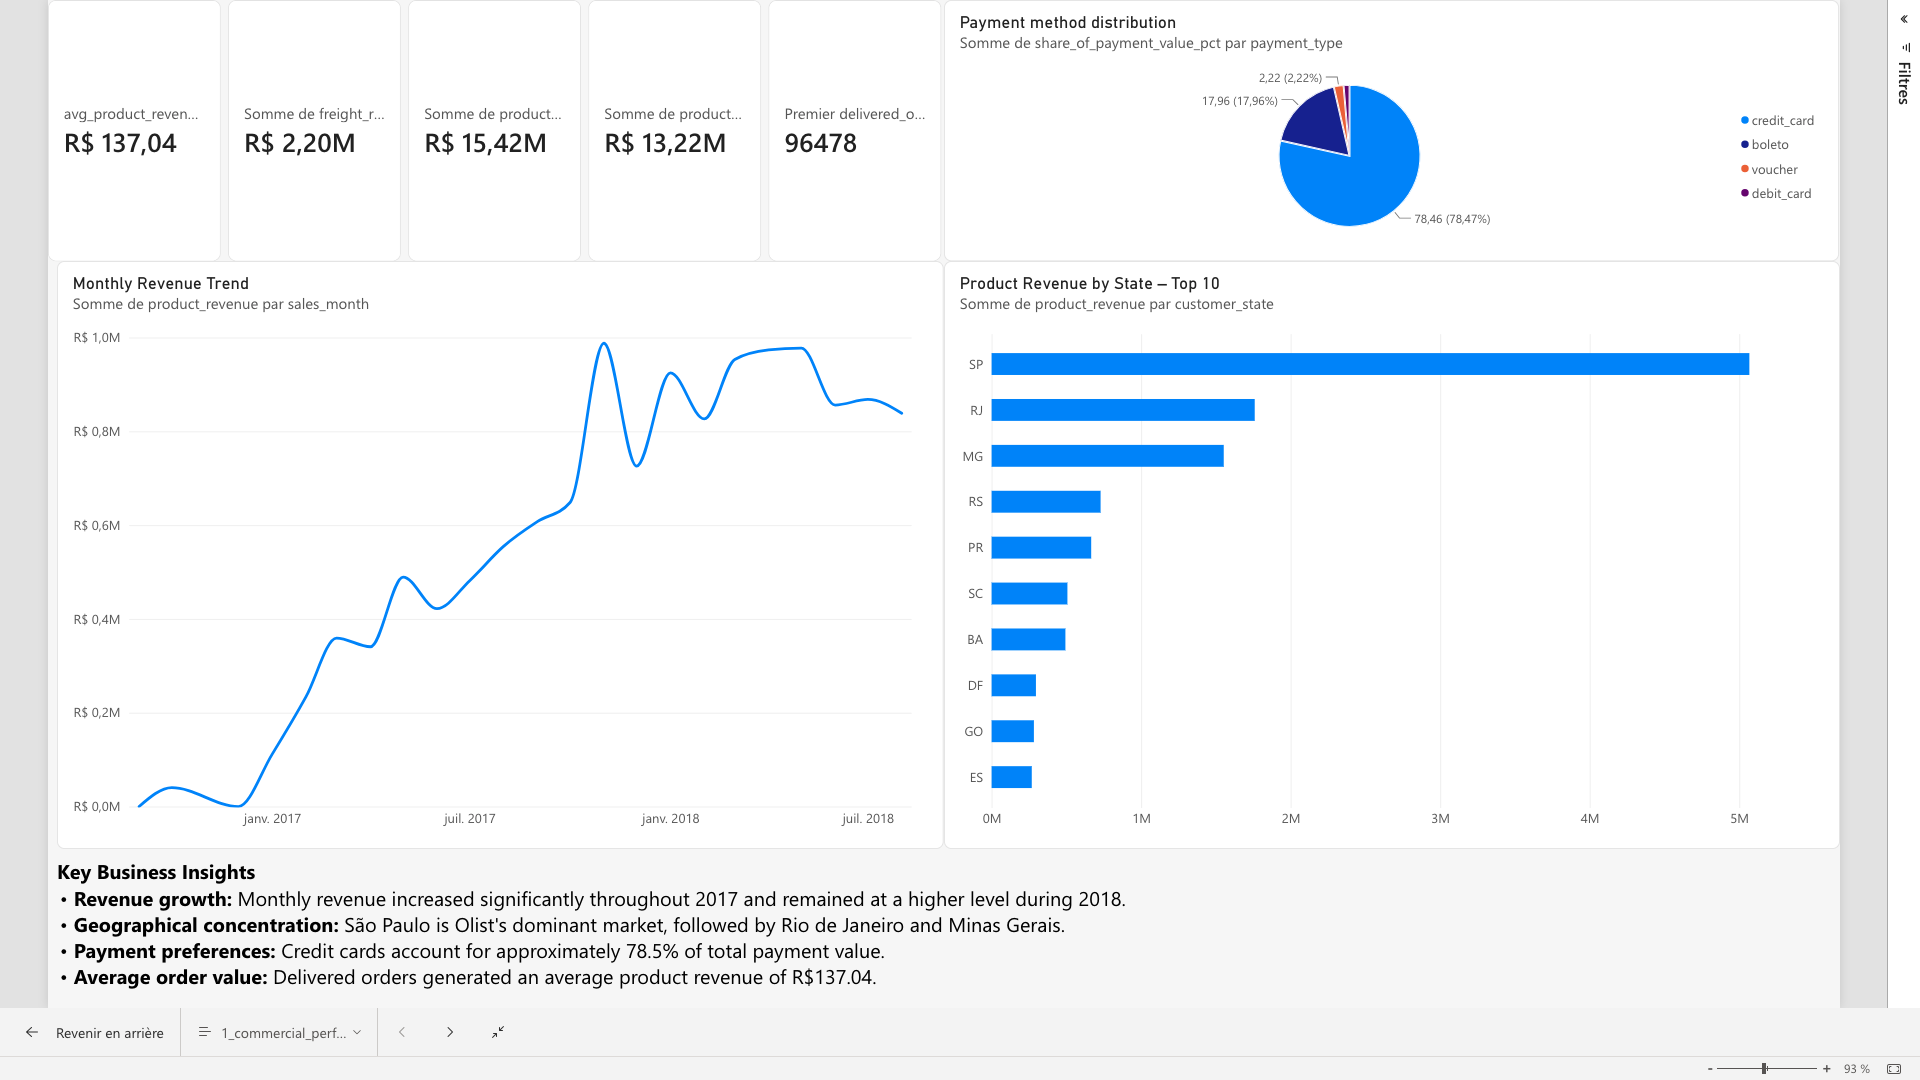 avg_product_reven...
R$ 137,04
Somme de freight_r...
R$ 2,20M
Somme de product...
R$ 15,42M
Somme de product...
R$ 13,22M
Premier delivered_o...
96478
Payment method distribution
Somme de share_of_payment_value_pct par payment_type
2,22 (2,22%)
17,96 (17,96%)
78,46 (78,47%)
credit_card
boleto
voucher
debit_card
«
Filtres
Monthly Revenue Trend
Somme de product_revenue par sales_month
R$ 1,0M
R$ 0,8M
R$ 0,6M
R$ 0,4M
R$ 0,2M
R$ 0,0M
janv. 2017
juil. 2017
janv. 2018
juil. 2018
Product Revenue by State – Top 10
Somme de product_revenue par customer_state
SP
RJ
MG
RS
PR
SC
BA
DF
GO
ES
0M
1M
2M
3M
4M
5M
Key Business Insights
• Revenue growth: Monthly revenue increased significantly throughout 2017 and remained at a higher level during 2018.
• Geographical concentration: São Paulo is Olist's dominant market, followed by Rio de Janeiro and Minas Gerais.
• Payment preferences: Credit cards account for approximately 78.5% of total payment value.
• Average order value: Delivered orders generated an average product revenue of R$137.04.
Revenir en arrière
1_commercial_perf...
- + 93 %